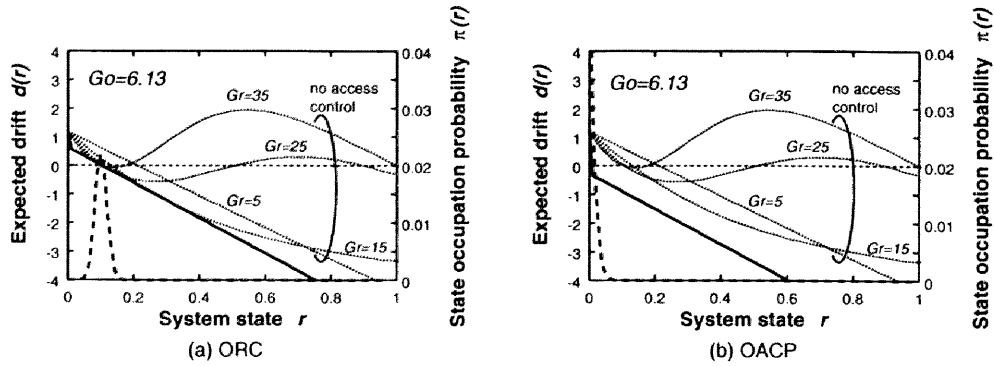 Expected drift d(r)
4
3
2
1
0
-1
-2
-3
-4
Go=6.13
Gr=35
no access
control
Gr=25
Gr=5
Gr=15
0.04
0.03
0.02
0.01
0
State occupation probability π(r)
0
0.2
0.4
0.6
0.8
1
System state r
(a) ORC
Expected drift d(r)
4
3
2
1
0
-1
-2
-3
-4
Go=6.13
Gr=35
no access
control
Gr=25
Gr=5
Gr=15
0.04
0.03
0.02
0.01
0
State occupation probability π(r)
0
0.2
0.4
0.6
0.8
1
System state r
(b) OACP